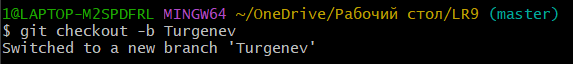 1@LAPTOP-M2SPDFRL MINGW64 ~/OneDrive/Рабочий стол/LR9 (master)
$ git checkout -b Turgenev
Switched to a new branch 'Turgenev'